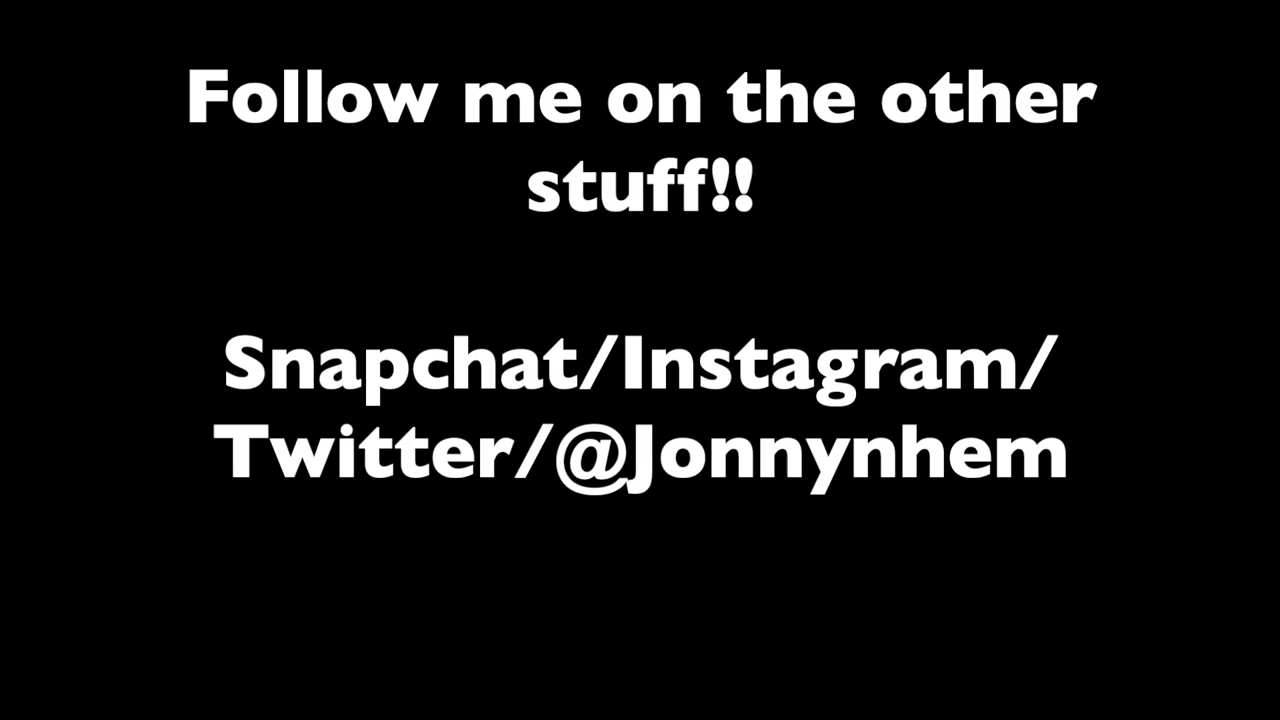 Follow me on the other
stuff!!
Snapchat/Instagram/
Twitter/@Jonnynhem